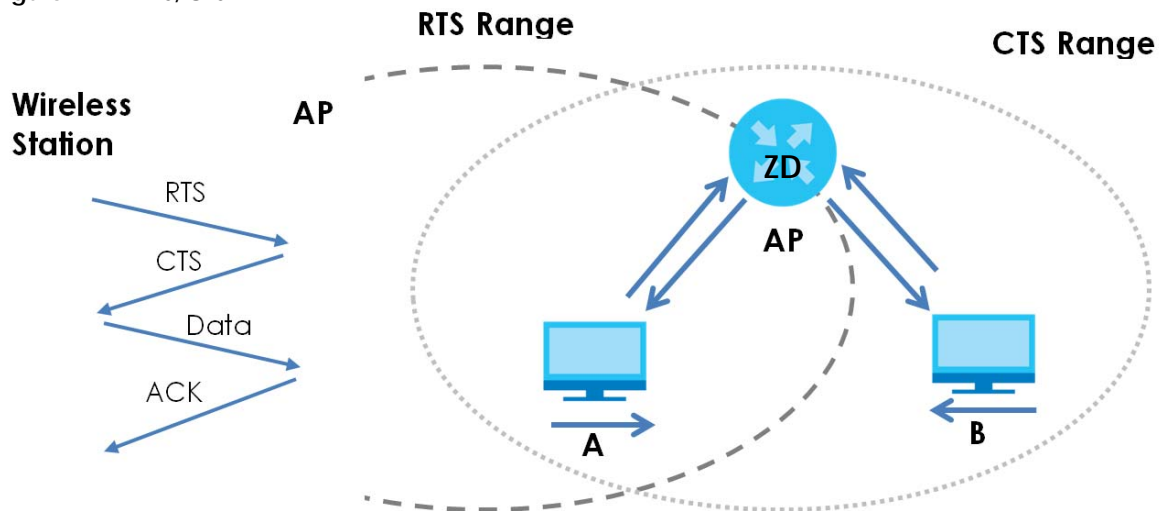 RTS Range
CTS Range
Wireless
Station
AP
RTS
CTS
Data
ACK
ZD
AP
A
B